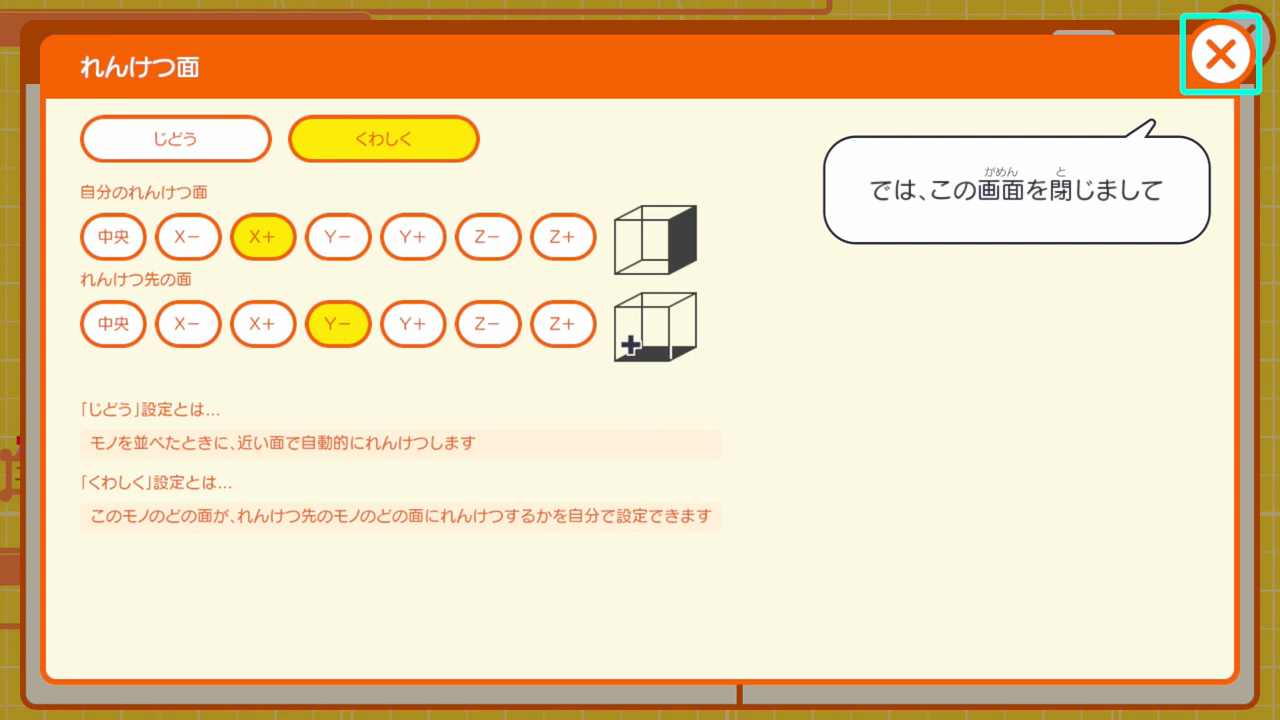 れんけつ面
じどう
くわしく
自分のれんけつ面
中央 X− X+ Y− Y+ Z− Z+
れんけつ先の面
中央 X− X+ Y− Y+ Z− Z+
「じどう」設定とは…
モノを並べたときに、近い面で自動的にれんけつします
「くわしく」設定とは…
このモノのどの面が、れんけつ先のモノのどの面にれんけつするかを自分で設定できます
がめん と
では、この画面を閉じまして